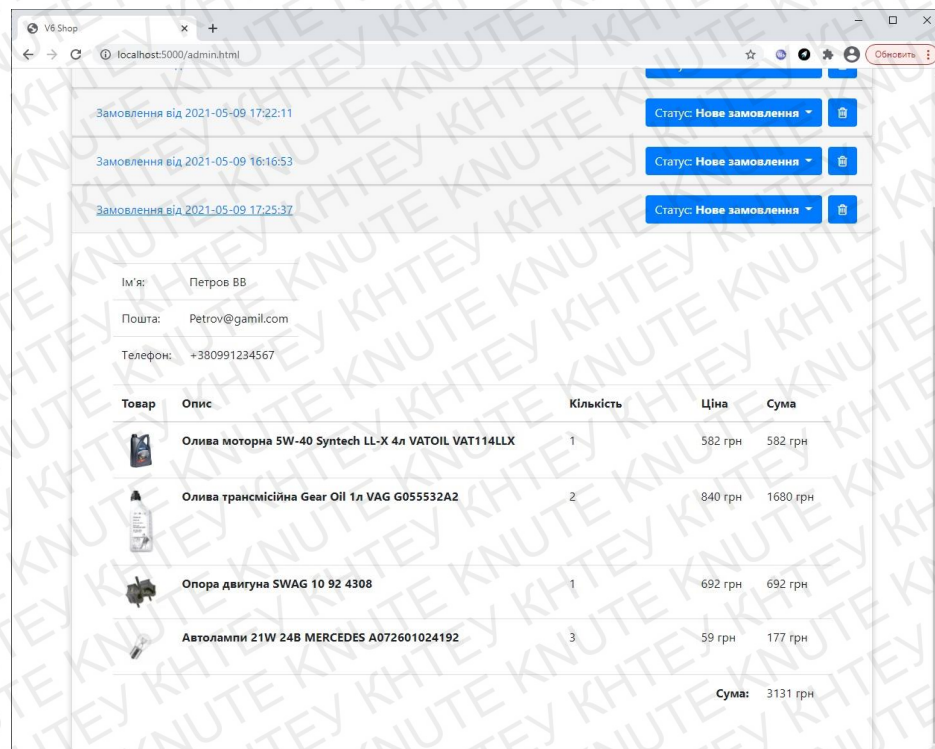 V6 Shop
localhost:5000/admin.html
Обновить
Замовлення від 2021-05-09 17:22:11 Статус: Нове замовлення
Замовлення від 2021-05-09 16:16:53 Статус: Нове замовлення
Замовлення від 2021-05-09 17:25:37 Статус: Нове замовлення
Ім'я: Петров ВВ
Пошта: Petrov@gamil.com
Телефон: +380991234567
Товар Опис Кількість Ціна Сума
Олива моторна 5W-40 Syntech LL-X 4л VATOIL VAT114LLX 1 582 грн 582 грн
Олива трансмісійна Gear Oil 1л VAG G055532A2 2 840 грн 1680 грн
Опора двигуна SWAG 10 92 4308 1 692 грн 692 грн
Автолампи 21W 24В MERCEDES A072601024192 3 59 грн 177 грн
Сума: 3131 грн
KNUTE КНТЕУ